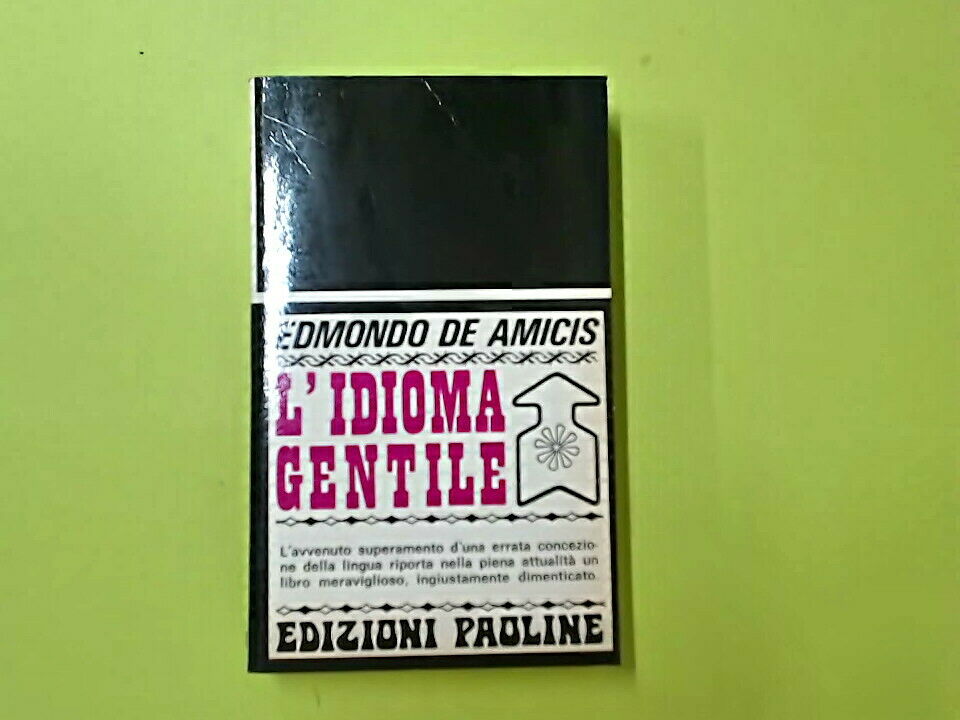 EDMONDO DE AMICIS
L'IDIOMA
GENTILE
L'avvenuto superamento d'una errata concezio-
ne della lingua riporta nella piena attualità un
libro meraviglioso, ingiustamente dimenticato.
EDIZIONI PAOLINE